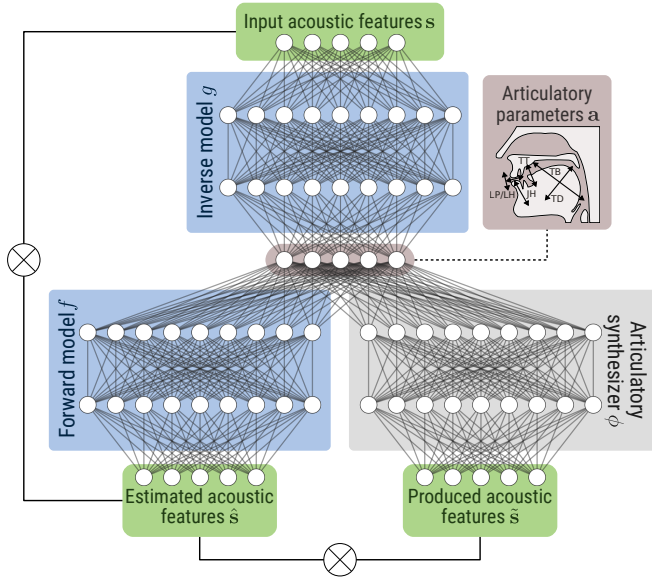 Input acoustic features s
Inverse model g
Articulatory
parameters a
TT
TB
LP/LH
JH
TD
Forward model f
Articulatory
synthesizer ϕ
Estimated acoustic
features ŝ
Produced acoustic
features s̃